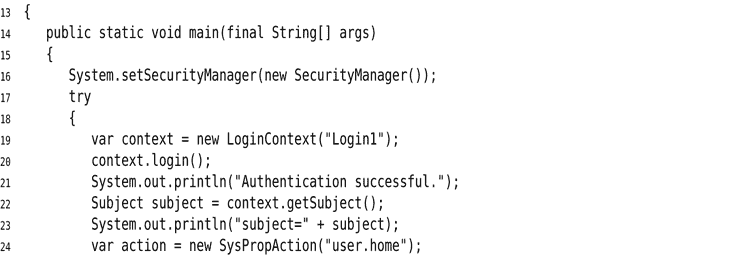 13 {
14    public static void main(final String[] args)
15    {
16       System.setSecurityManager(new SecurityManager());
17       try
18       {
19          var context = new LoginContext("Login1");
20          context.login();
21          System.out.println("Authentication successful.");
22          Subject subject = context.getSubject();
23          System.out.println("subject=" + subject);
24          var action = new SysPropAction("user.home");